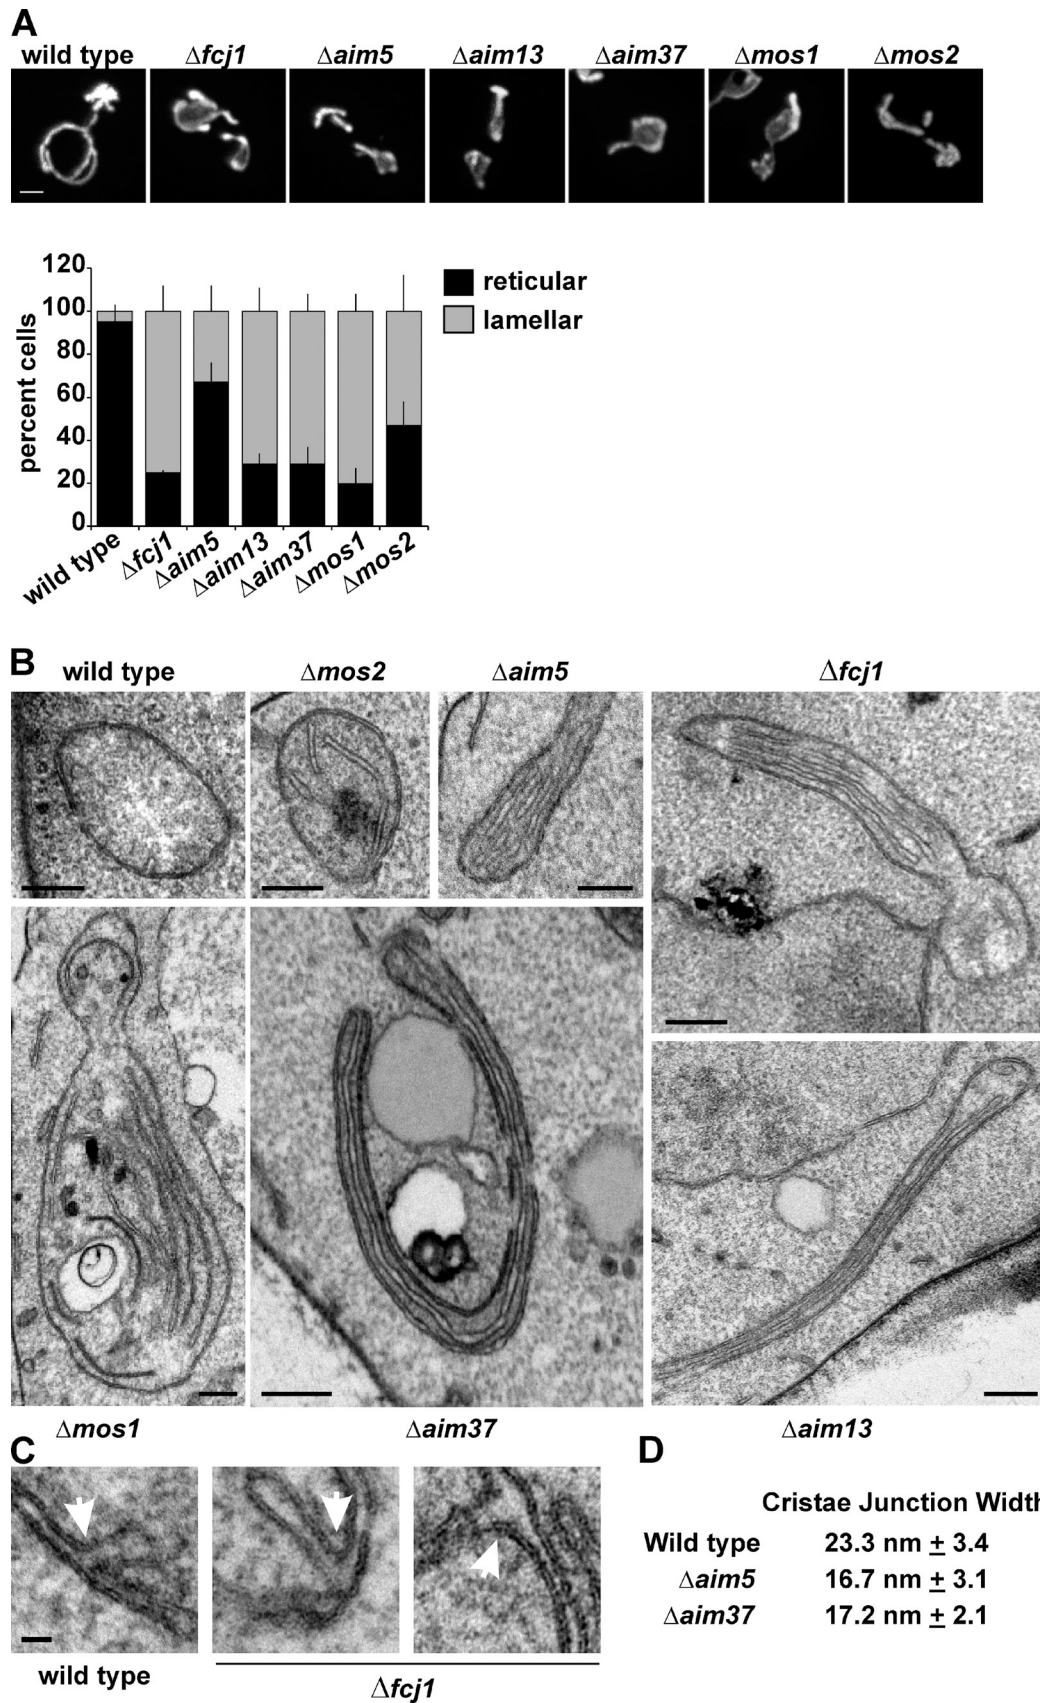 A
wild type Δfcj1 Δaim5 Δaim13 Δaim37 Δmos1 Δmos2
120
100
80
60
40
20
0
percent cells
reticular
lamellar
wild type Δfcj1 Δaim5 Δaim13 Δaim37 Δmos1 Δmos2
B
wild type Δmos2 Δaim5 Δfcj1
Δmos1 Δaim37 Δaim13
C
wild type
Δfcj1
D
Cristae Junction Width
Wild type 23.3 nm ± 3.4
Δaim5 16.7 nm ± 3.1
Δaim37 17.2 nm ± 2.1